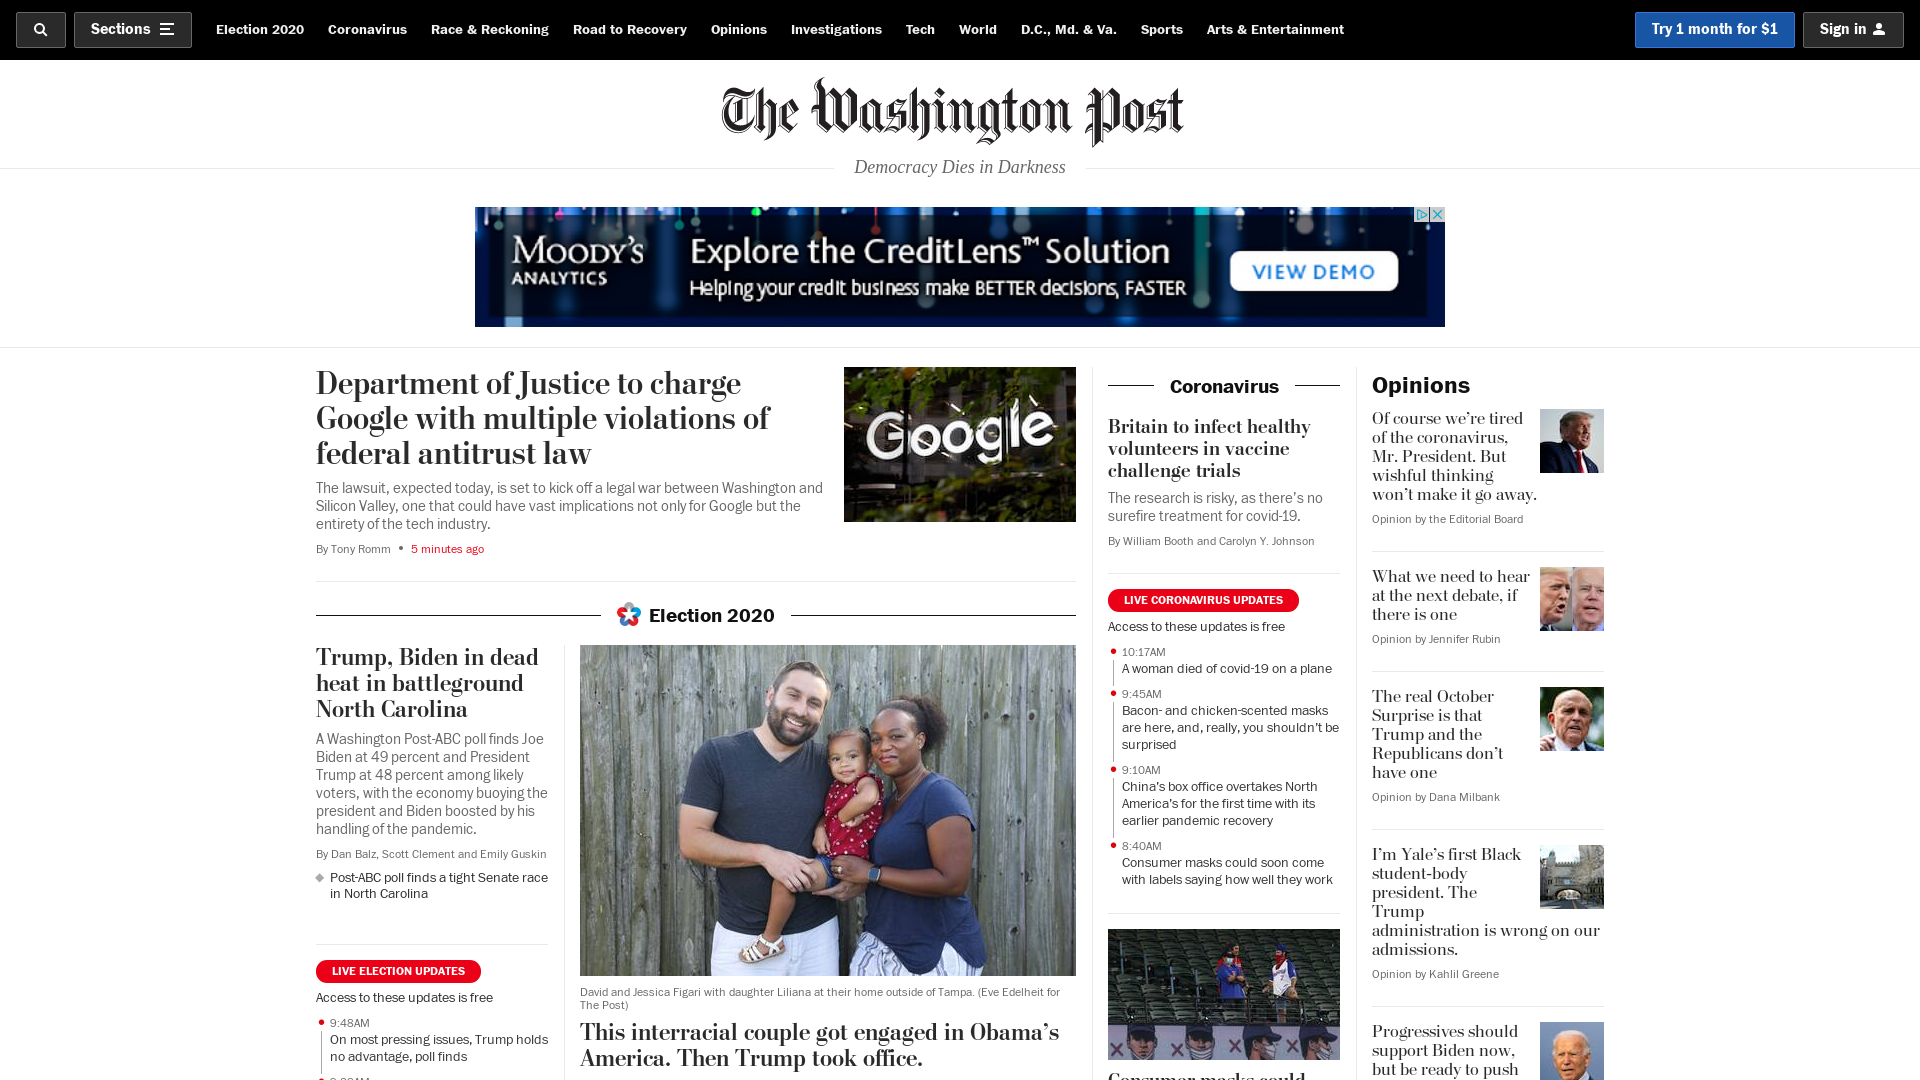 Sections
Election 2020
Coronavirus
Race & Reckoning
Road to Recovery
Opinions
Investigations
Tech
World
D.C., Md. & Va.
Sports
Arts & Entertainment
Try 1 month for $1
Sign in
The Washington Post
Democracy Dies in Darkness
MOODY'S
ANALYTICS
Explore the CreditLens™ Solution
Helping your credit business make BETTER decisions, FASTER
VIEW DEMO
Department of Justice to charge
Google with multiple violations of
federal antitrust law
The lawsuit, expected today, is set to kick off a legal war between Washington and
Silicon Valley, one that could have vast implications not only for Google but the
entirety of the tech industry.
By Tony Romm • 5 minutes ago
Google
Election 2020
Trump, Biden in dead
heat in battleground
North Carolina
A Washington Post-ABC poll finds Joe
Biden at 49 percent and President
Trump at 48 percent among likely
voters, with the economy buoying the
president and Biden boosted by his
handling of the pandemic.
By Dan Balz, Scott Clement and Emily Guskin
Post-ABC poll finds a tight Senate race
in North Carolina
LIVE ELECTION UPDATES
Access to these updates is free
9:48AM
On most pressing issues, Trump holds
no advantage, poll finds
David and Jessica Figari with daughter Liliana at their home outside of Tampa. (Eve Edelheit for
The Post)
This interracial couple got engaged in Obama's
America. Then Trump took office.
Coronavirus
Britain to infect healthy
volunteers in vaccine
challenge trials
The research is risky, as there's no
surefire treatment for covid-19.
By William Booth and Carolyn Y. Johnson
LIVE CORONAVIRUS UPDATES
Access to these updates is free
10:17AM
A woman died of covid-19 on a plane
9:45AM
Bacon- and chicken-scented masks
are here, and, really, you shouldn't be
surprised
9:10AM
China's box office overtakes North
America's for the first time with its
earlier pandemic recovery
8:40AM
Consumer masks could soon come
with labels saying how well they work
Consumer masks could
Opinions
Of course we're tired
of the coronavirus,
Mr. President. But
wishful thinking
won't make it go away.
Opinion by the Editorial Board
What we need to hear
at the next debate, if
there is one
Opinion by Jennifer Rubin
The real October
Surprise is that
Trump and the
Republicans don't
have one
Opinion by Dana Milbank
I'm Yale's first Black
student-body
president. The
Trump
administration is wrong on our
admissions.
Opinion by Kahlil Greene
Progressives should
support Biden now,
but be ready to push